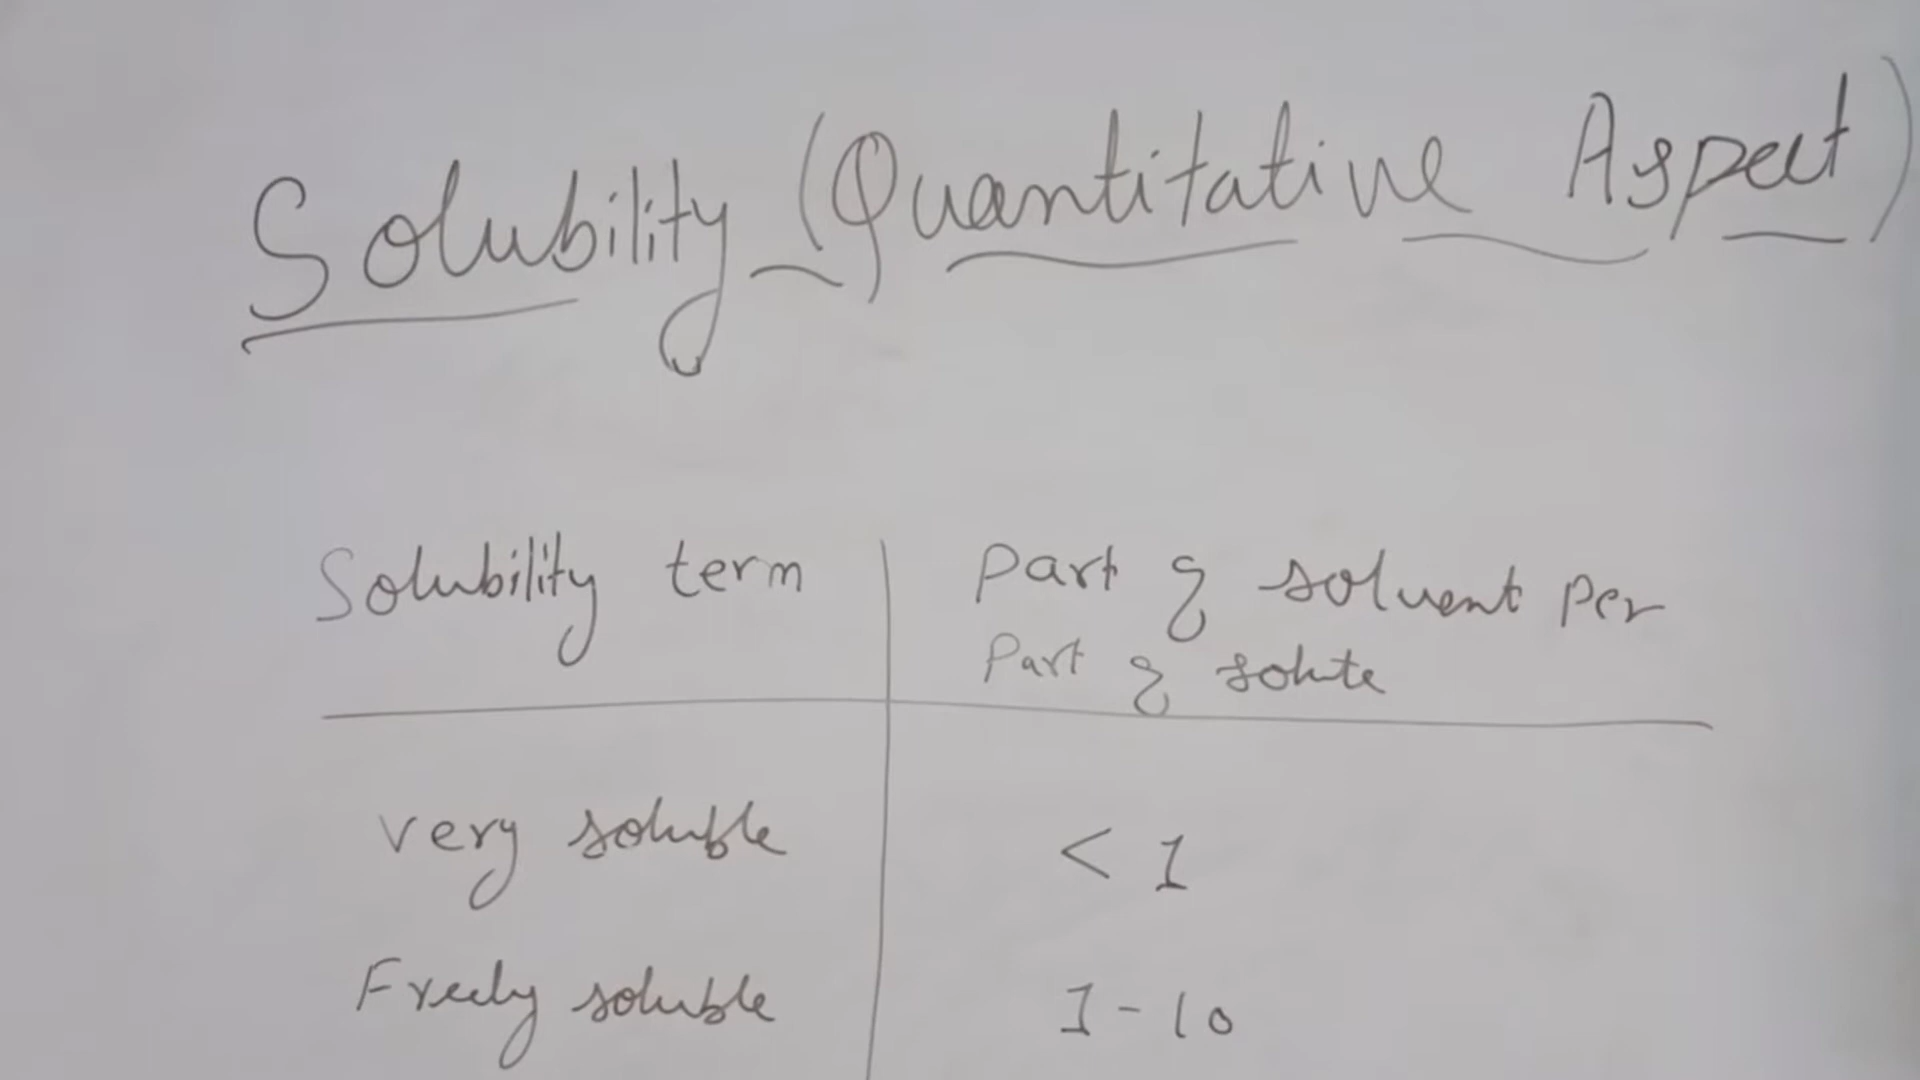 Solubility (Quantitative Aspect)
Solubility term
Part of solvent per
Part of solute
very soluble
< 1
Freely soluble
1-10